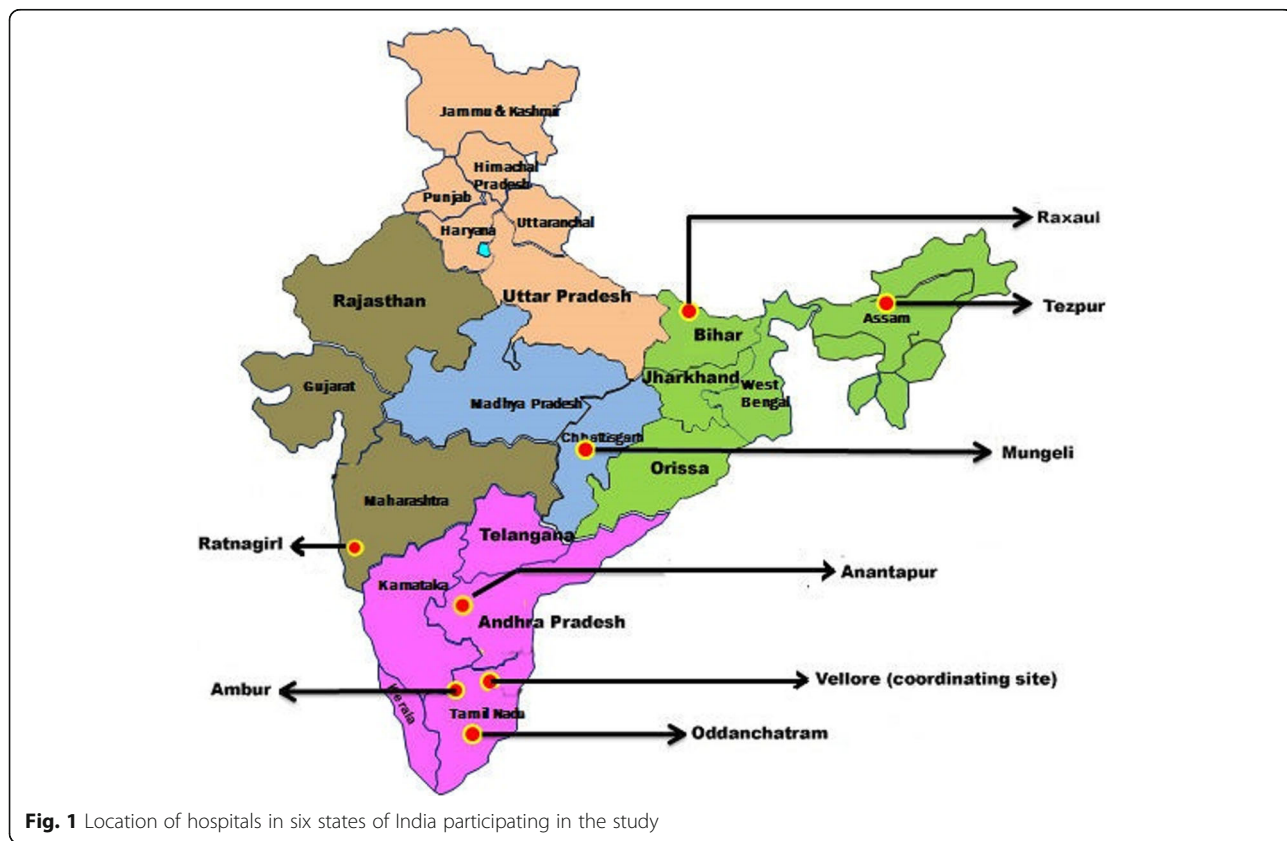 Jammu & Kashmir
Himachal
Pradesh
Punjab
Uttaranchal
Haryana
Raxaul
Rajasthan
Uttar Pradesh
Tezpur
Assam
Bihar
Gujarat
Jharkhand
West
Bengal
Madhya Pradesh
Chhattisgarh
Mungeli
Orissa
Maharashtra
Telangana
Ratnagirl
Anantapur
Karnataka
Andhra Pradesh
Vellore (coordinating site)
Ambur
Kerala
Tamil Nadu
Oddanchatram
Fig. 1 Location of hospitals in six states of India participating in the study